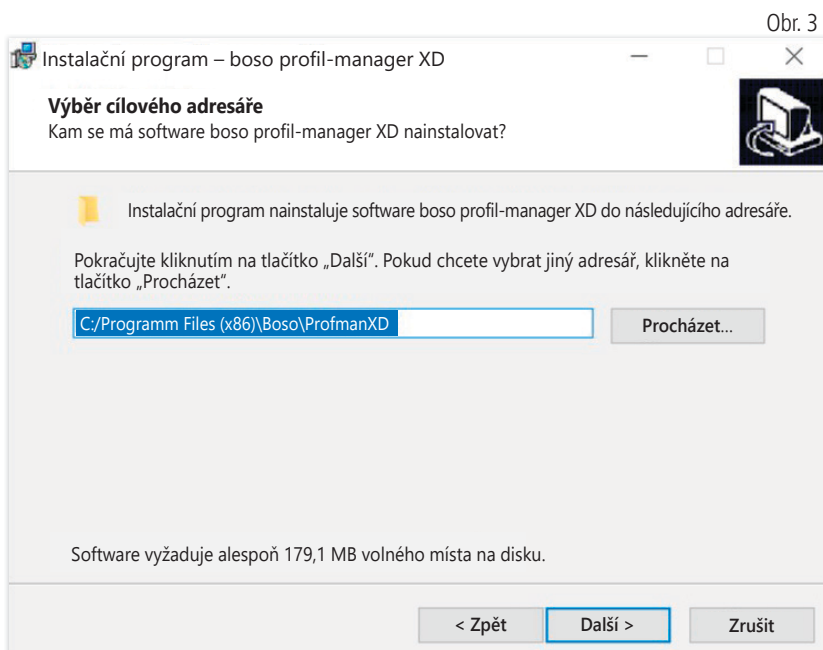 Obr. 3
Instalační program – boso profil-manager XD
Výběr cílového adresáře
Kam se má software boso profil-manager XD nainstalovat?
Instalační program nainstaluje software boso profil-manager XD do následujícího adresáře.
Pokračujte kliknutím na tlačítko „Další“. Pokud chcete vybrat jiný adresář, klikněte na
tlačítko „Procházet“.
C:/Programm Files (x86)\Boso\ProfmanXD
Procházet...
Software vyžaduje alespoň 179,1 MB volného místa na disku.
< Zpět
Další >
Zrušit